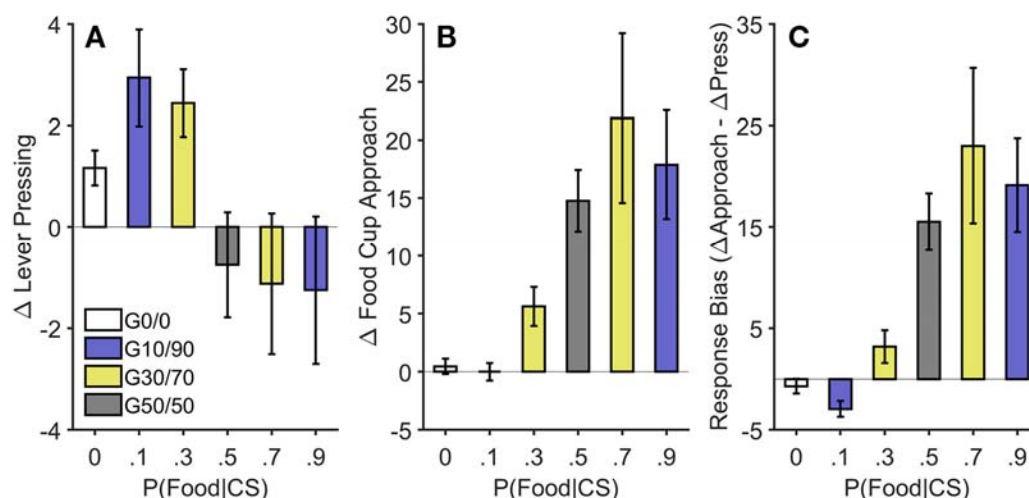 A
Δ Lever Pressing
4
2
0
-2
-4
G0/0
G10/90
G30/70
G50/50
0 .1 .3 .5 .7 .9
P(Food|CS)
B
Δ Food Cup Approach
30
25
20
15
10
5
0
-5
0 .1 .3 .5 .7 .9
P(Food|CS)
C
Response Bias (ΔApproach - ΔPress)
35
25
15
5
-5
0 .1 .3 .5 .7 .9
P(Food|CS)